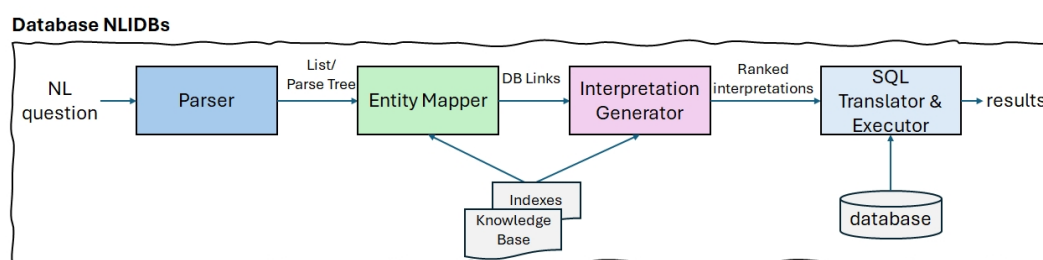 Database NLIDBs
NL
question
Parser
List/
Parse Tree
Entity Mapper
DB Links
Interpretation
Generator
Ranked
interpretations
SQL
Translator &
Executor
results
Indexes
Knowledge
Base
database